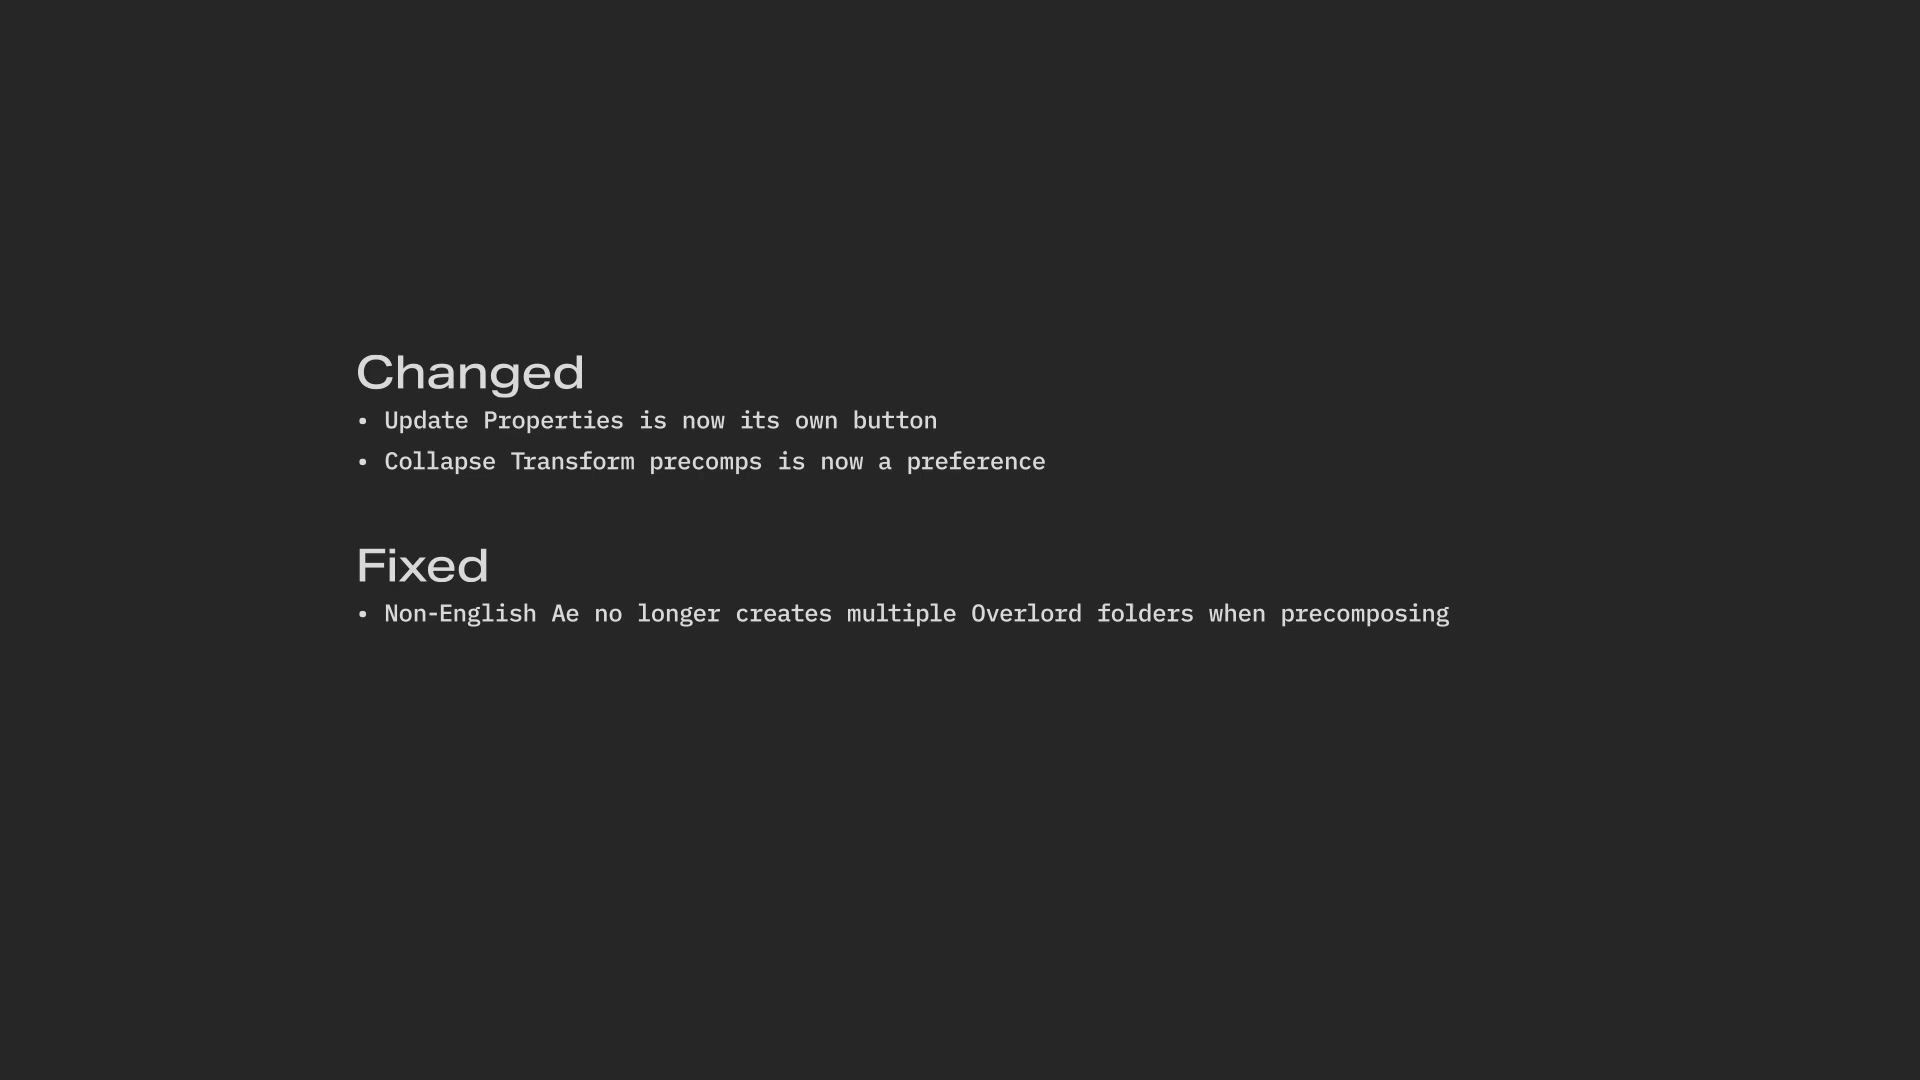 Changed
• Update Properties is now its own button
• Collapse Transform precomps is now a preference
Fixed
• Non-English Ae no longer creates multiple Overlord folders when precomposing